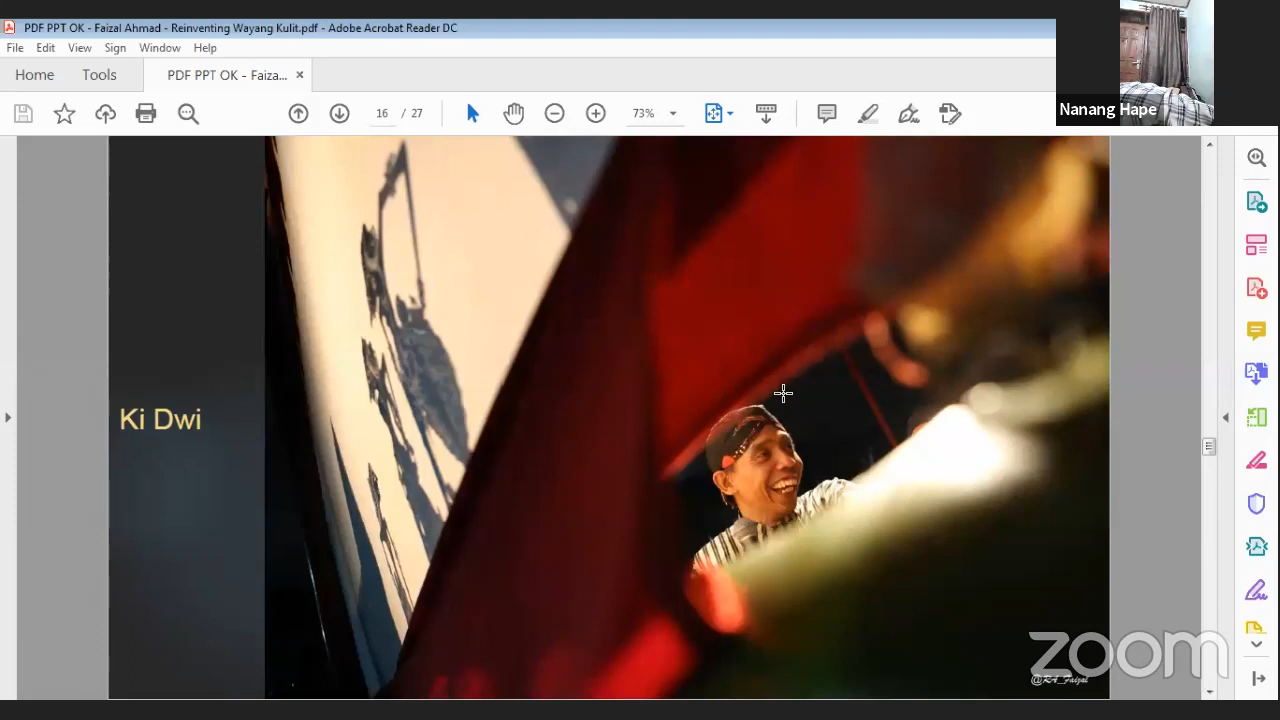 PDF PPT OK - Faizal Ahmad - Reinventing Wayang Kulit.pdf - Adobe Acrobat Reader DC
File Edit View Sign Window Help
Home Tools PDF PPT OK - Faiza... ×
16 / 27 73%
Nanang Hape
Ki Dwi
zoom
@RA_Faizal